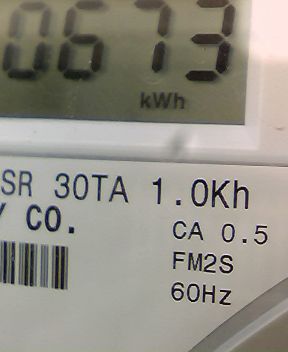 0673
kWh
SR 30TA 1.0Kh
Y CO.
CA 0.5
FM2S
60Hz